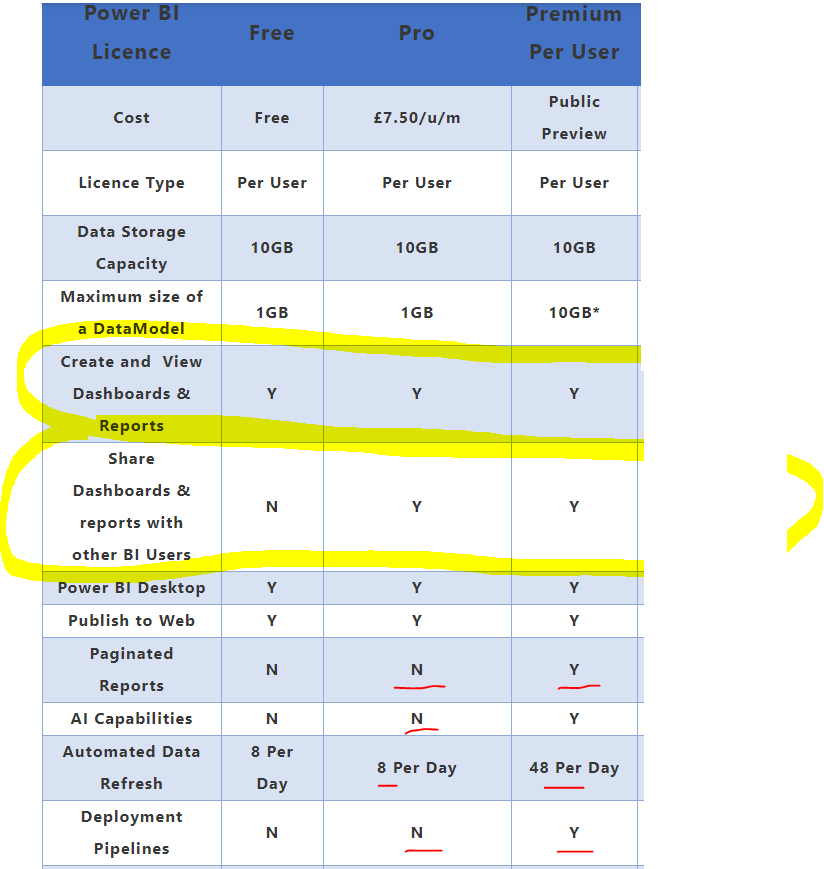 Power BI Licence Free Pro Premium Per User
Cost Free £7.50/u/m Public Preview
Licence Type Per User Per User Per User
Data Storage Capacity 10GB 10GB 10GB
Maximum size of a DataModel 1GB 1GB 10GB*
Create and View Dashboards & Reports Y Y Y
Share Dashboards & reports with other BI Users N Y Y
Power BI Desktop Y Y Y
Publish to Web Y Y Y
Paginated Reports N N Y
AI Capabilities N N Y
Automated Data Refresh 8 Per Day 8 Per Day 48 Per Day
Deployment Pipelines N N Y